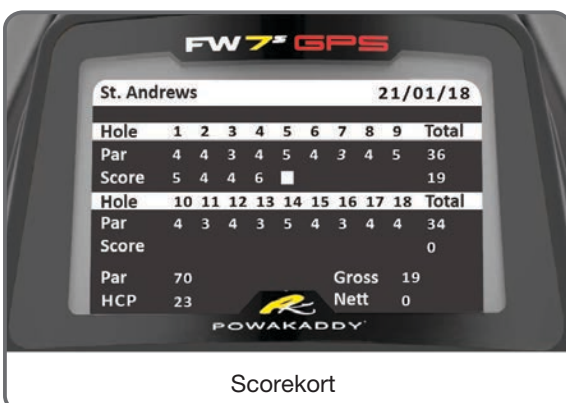 FW7s GPS
St. Andrews 21/01/18
Hole 1 2 3 4 5 6 7 8 9 Total
Par 4 4 3 4 5 4 3 4 5 36
Score 5 4 4 6 19
Hole 10 11 12 13 14 15 16 17 18 Total
Par 4 3 4 3 5 4 3 4 4 34
Score 0
Par 70 Gross 19
HCP 23 Nett 0
POWAKADDY
Scorekort